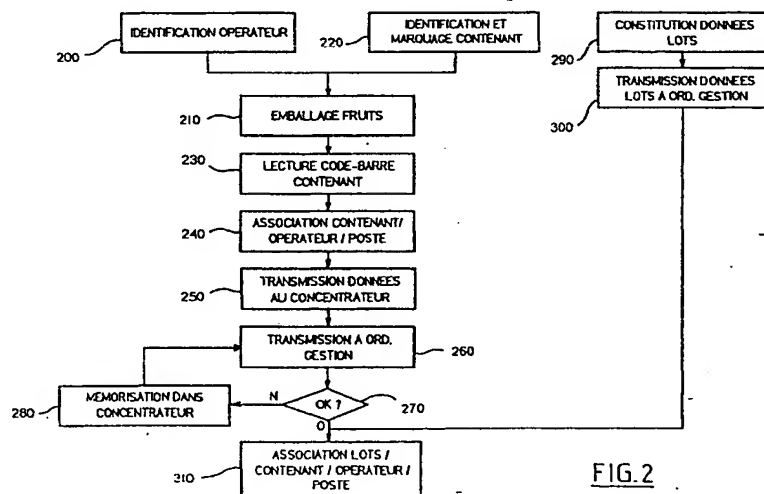 IDENTIFICATION OPERATEUR
200
220
IDENTIFICATION ET
MARQUAGE CONTENANT
CONSTITUTION DONNEES
LOTS
290
TRANSMISSION DONNEES
LOTS A ORD. GESTION
300
210
EMBALLAGE FRUITS
230
LECTURE CODE-BARRE
CONTENANT
240
ASSOCIATION CONTENANT/
OPERATEUR / POSTE
250
TRANSMISSION DONNEES
AU CONCENTRATEUR
TRANSMISSION A ORD.
GESTION
260
280
MEMORISATION DANS
CONCENTRATEUR
N
OK ?
270
O
310
ASSOCIATION LOTS /
CONTENANT / OPERATEUR /
POSTE
FIG.2